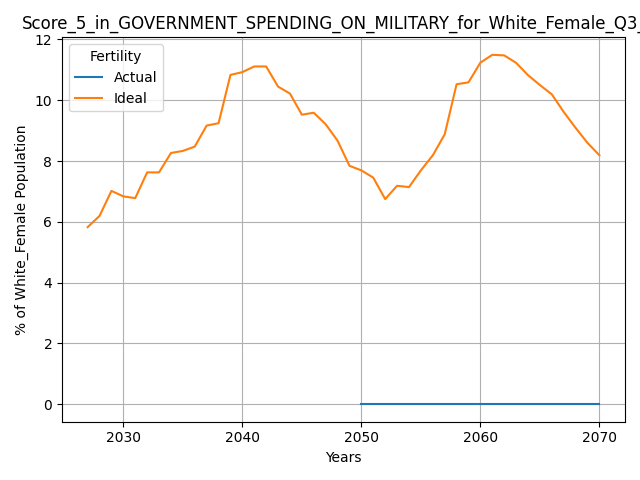 Score_5_in_GOVERNMENT_SPENDING_ON_MILITARY_for_White_Female_Q3_
Fertility
Actual
Ideal
% of White_Female Population
12
10
8
6
4
2
0
2030 2040 2050 2060 2070
Years